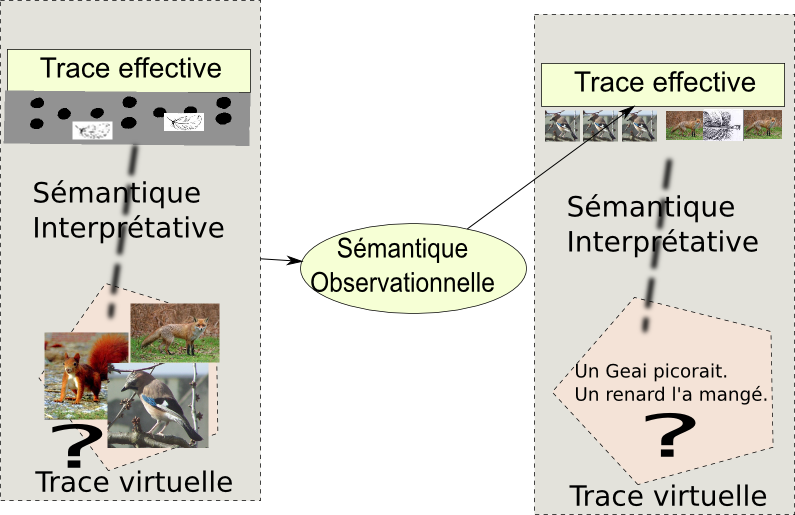 Trace effective
Sémantique
Interprétative
?
Trace virtuelle
Sémantique
Observationnelle
Trace effective
Sémantique
Interprétative
Un Geai picorait.
Un renard l'a mangé.
?
Trace virtuelle